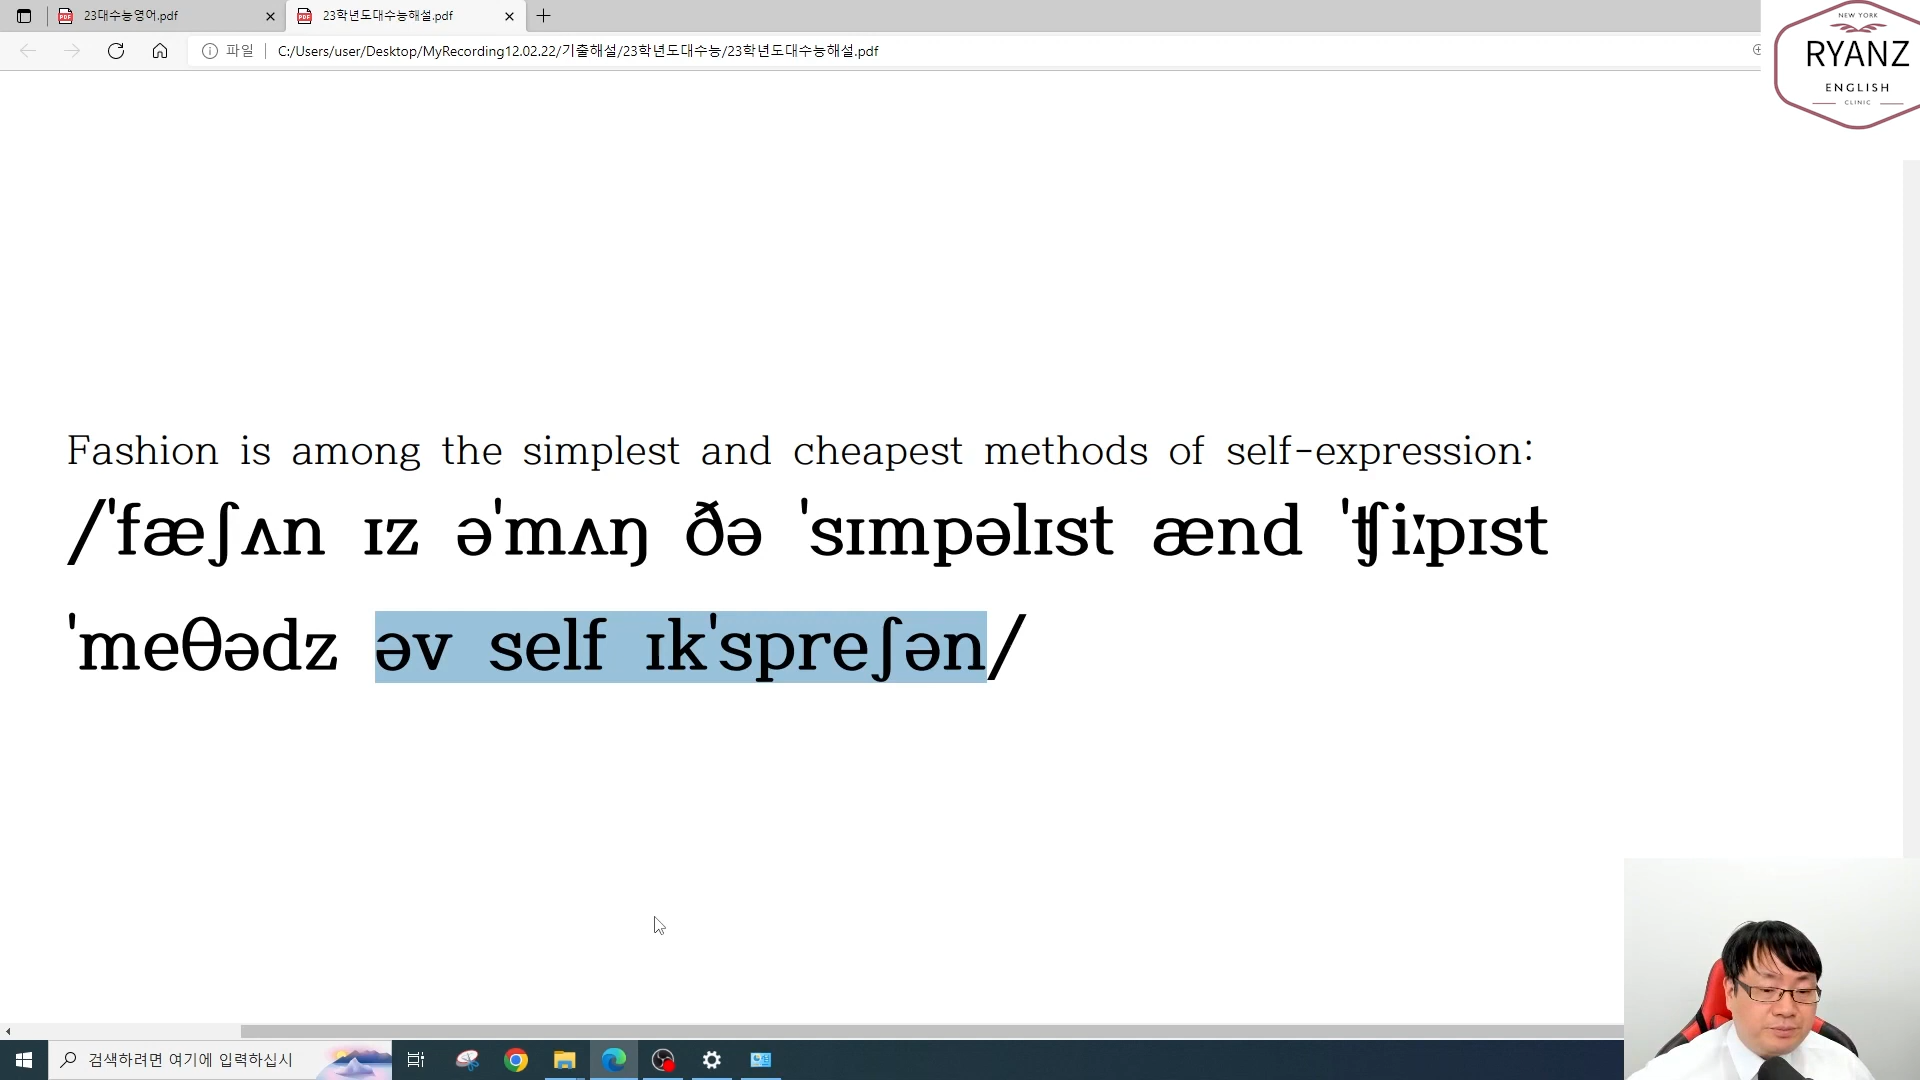 23대수능영어.pdf
23학년도대수능해설.pdf
파일
C:/Users/user/Desktop/MyRecording12.02.22/기출해설/23학년도대수능/23학년도대수능해설.pdf
NEW YORK
RYANZ
ENGLISH
CLINIC
Fashion is among the simplest and cheapest methods of self-expression:
/ˈfæʃʌn ɪz əˈmʌŋ ðə ˈsɪmpəlɪst ænd ˈʧiːpɪst
ˈmeθədz əv self ɪkˈspreʃən/
검색하려면 여기에 입력하십시